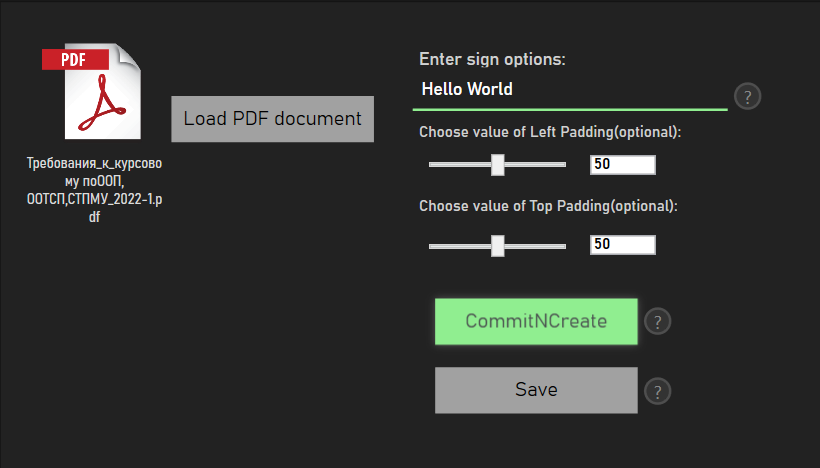 PDF
Load PDF document
Требования_к_курсово
му поООП,
ООТСП,СТПМУ_2022-1.p
df
Enter sign options:
Hello World
?
Choose value of Left Padding(optional):
50
Choose value of Top Padding(optional):
50
CommitNCreate
?
Save
?